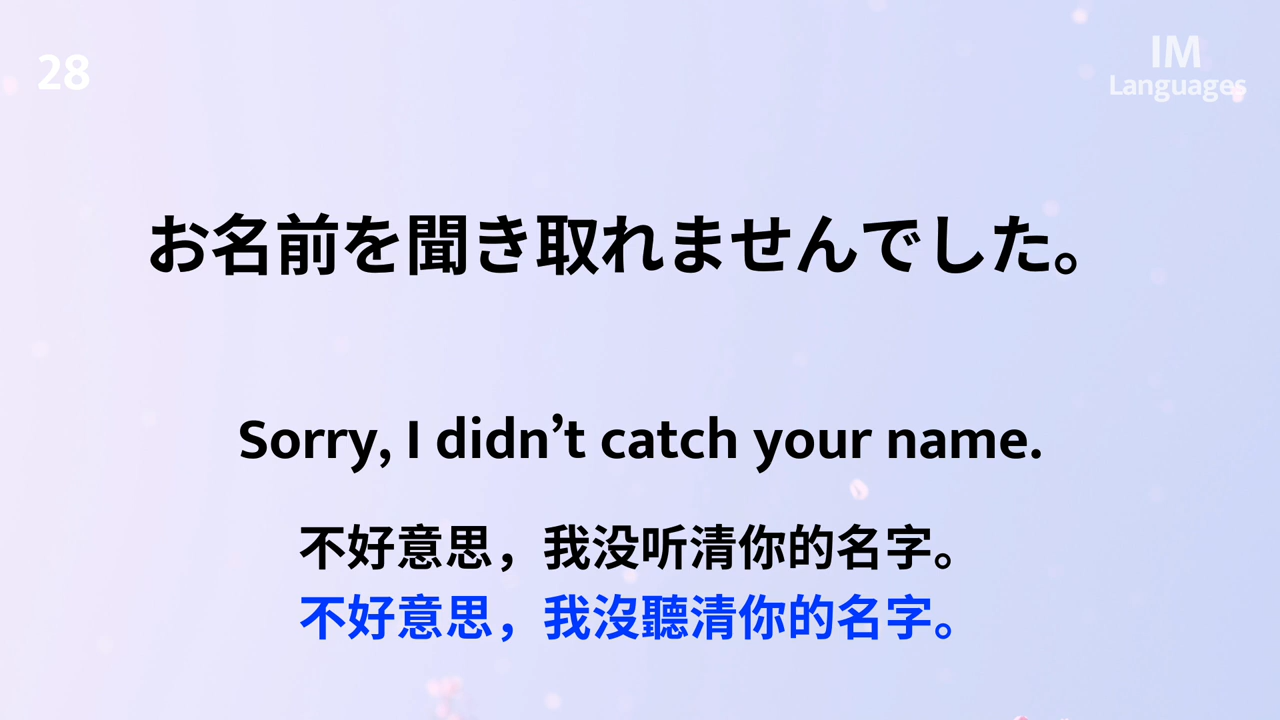 28
IM
Languages
お名前を聞き取れませんでした。
Sorry, I didn’t catch your name.
不好意思，我没听清你的名字。
不好意思，我沒聽清你的名字。